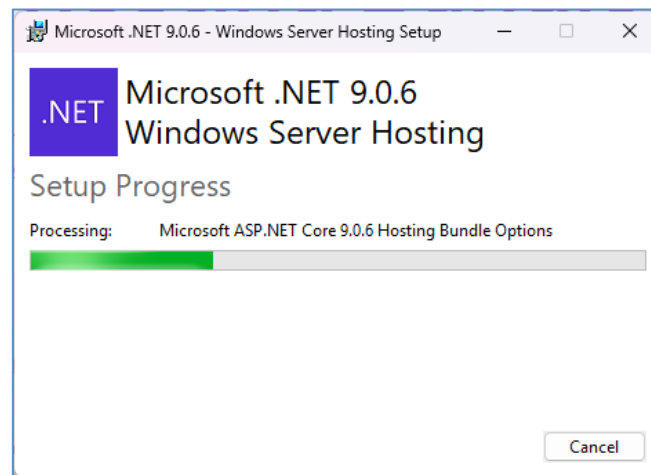 Microsoft .NET 9.0.6 - Windows Server Hosting Setup
.NET
Microsoft .NET 9.0.6
Windows Server Hosting
Setup Progress
Processing: Microsoft ASP.NET Core 9.0.6 Hosting Bundle Options
Cancel